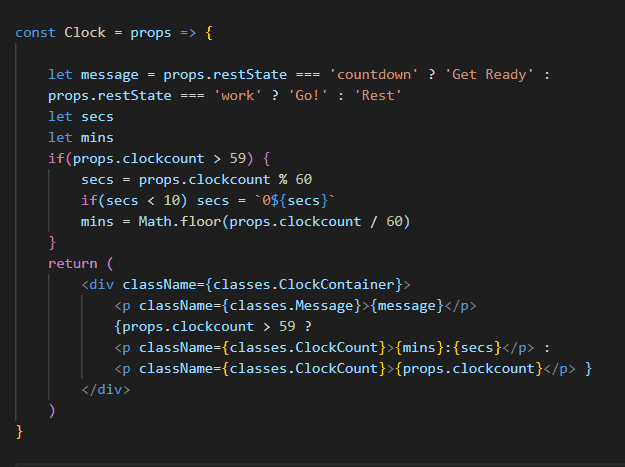 const Clock = props => {
let message = props.restState === 'countdown' ? 'Get Ready' :
props.restState === 'work' ? 'Go!' : 'Rest'
let secs
let mins
if(props.clockcount > 59) {
secs = props.clockcount % 60
if(secs < 10) secs = `0${secs}`
mins = Math.floor(props.clockcount / 60)
}
return (
<div className={classes.ClockContainer}>
<p className={classes.Message}>{message}</p>
{props.clockcount > 59 ?
<p className={classes.ClockCount}>{mins}:{secs}</p> :
<p className={classes.ClockCount}>{props.clockcount}</p> }
</div>
)
}